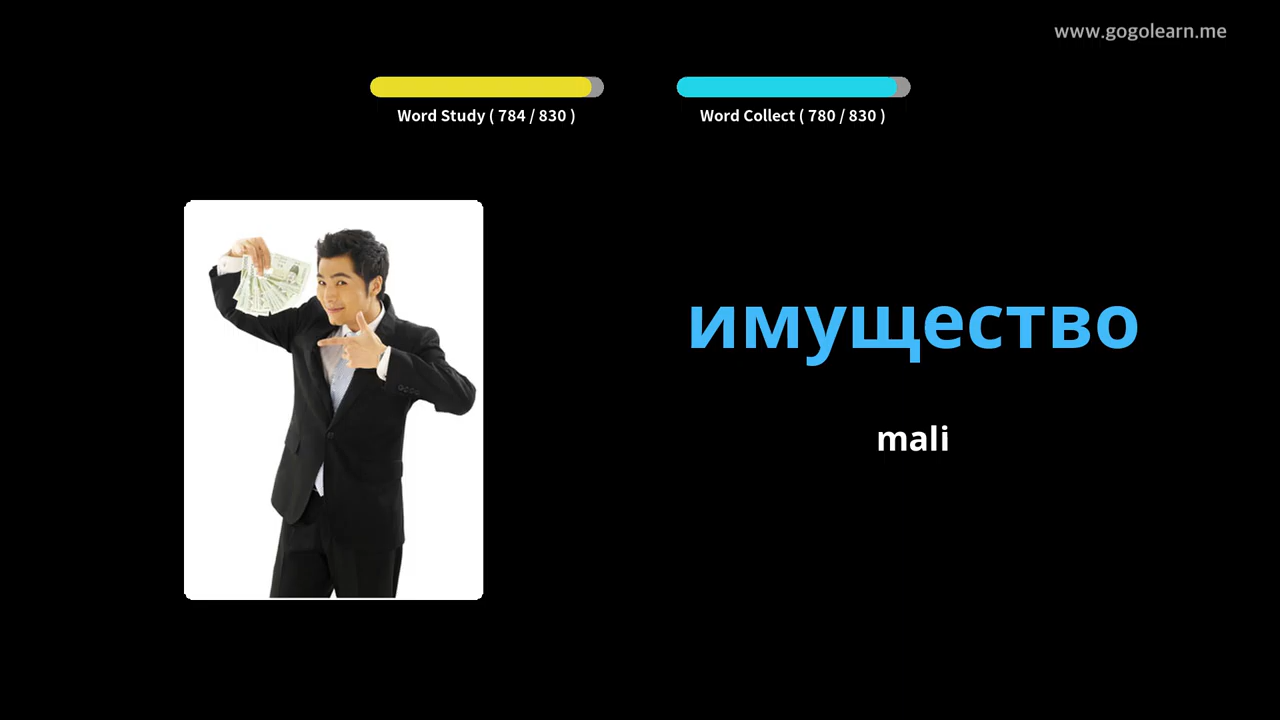 www.gogolearn.me
Word Study ( 784 / 830 )
Word Collect ( 780 / 830 )
имущество
mali